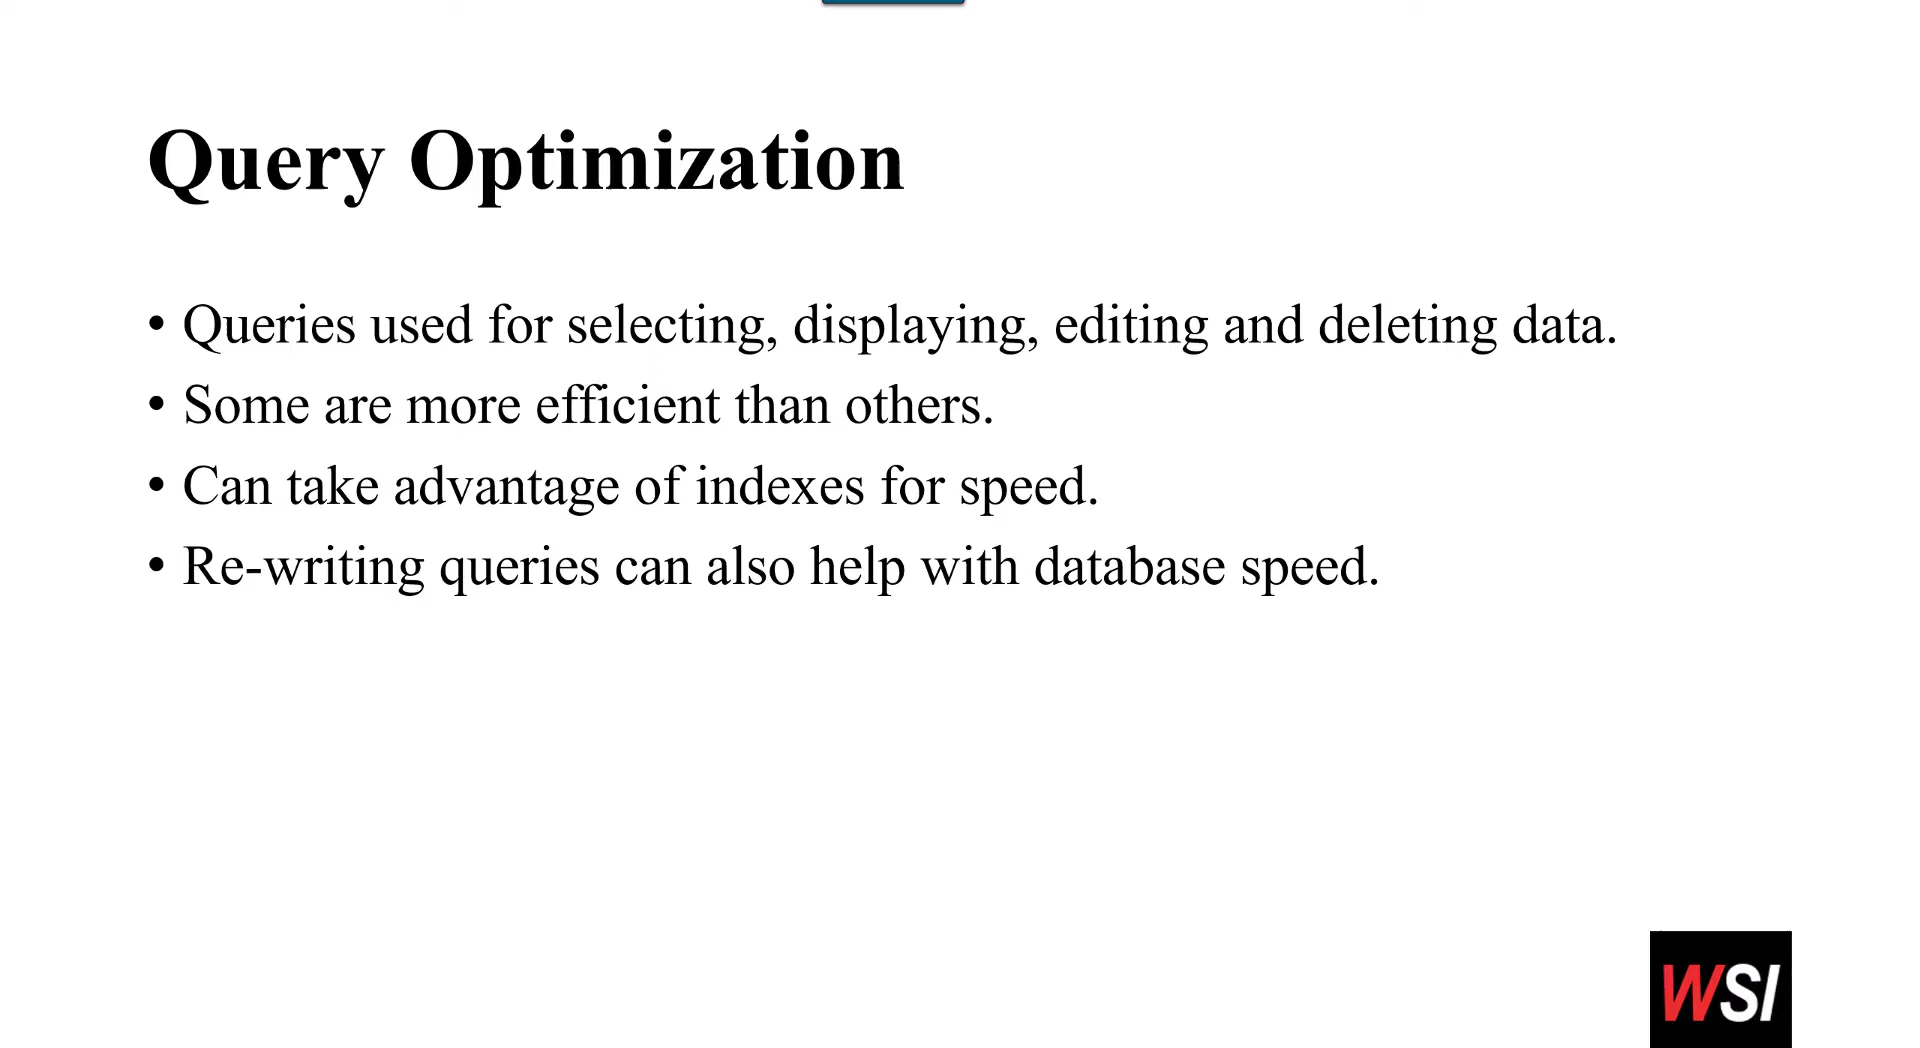 Query Optimization
• Queries used for selecting, displaying, editing and deleting data.
• Some are more efficient than others.
• Can take advantage of indexes for speed.
• Re-writing queries can also help with database speed.
WSI